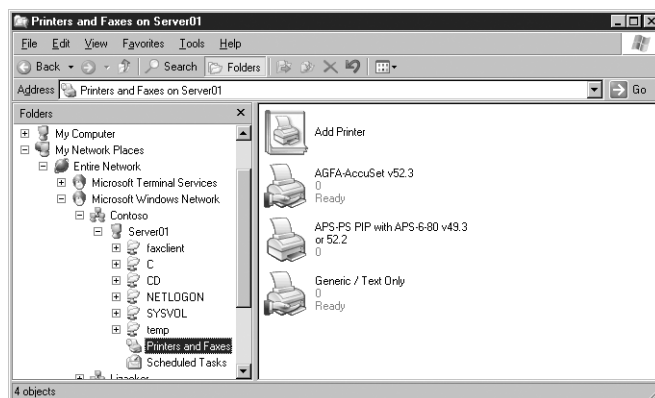 Printers and Faxes on Server01
File Edit View Favorites Tools Help
Back Search Folders
Address Printers and Faxes on Server01 Go
Folders
My Computer
My Network Places
Entire Network
Microsoft Terminal Services
Microsoft Windows Network
Contoso
Server01
faxclient
C
CD
NETLOGON
SYSVOL
temp
Printers and Faxes
Scheduled Tasks
Add Printer
AGFA-AccuSet v52.3
0
Ready
APS-PS PIP with APS-6-80 v49.3
or 52.2
0
Generic / Text Only
0
Ready
4 objects